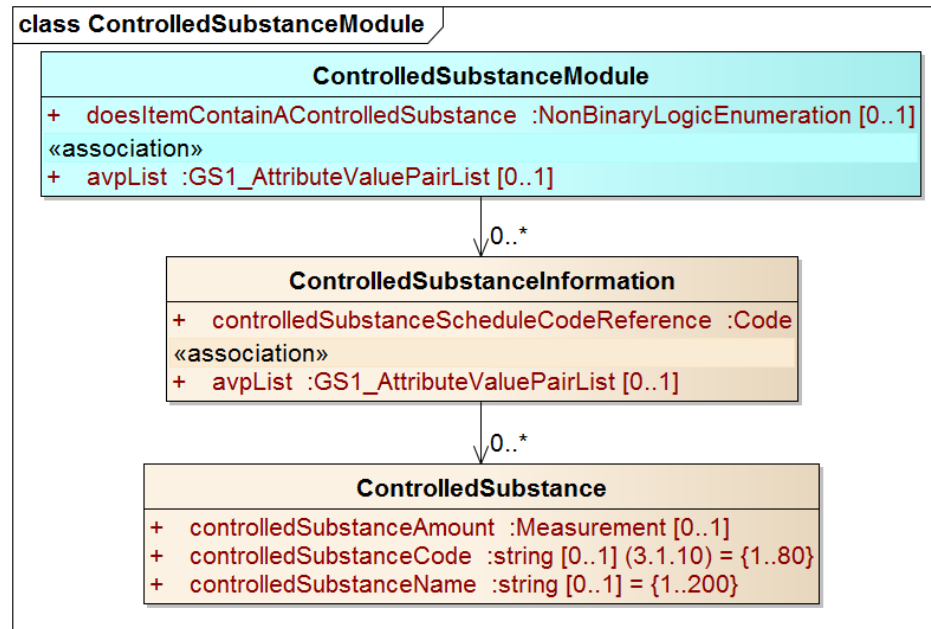 class ControlledSubstanceModule
ControlledSubstanceModule
+ doesItemContainAControlledSubstance :NonBinaryLogicEnumeration [0..1]
«association»
+ avpList :GS1_AttributeValuePairList [0..1]
0..*
ControlledSubstanceInformation
+ controlledSubstanceScheduleCodeReference :Code
«association»
+ avpList :GS1_AttributeValuePairList [0..1]
0..*
ControlledSubstance
+ controlledSubstanceAmount :Measurement [0..1]
+ controlledSubstanceCode :string [0..1] (3.1.10) = {1..80}
+ controlledSubstanceName :string [0..1] = {1..200}